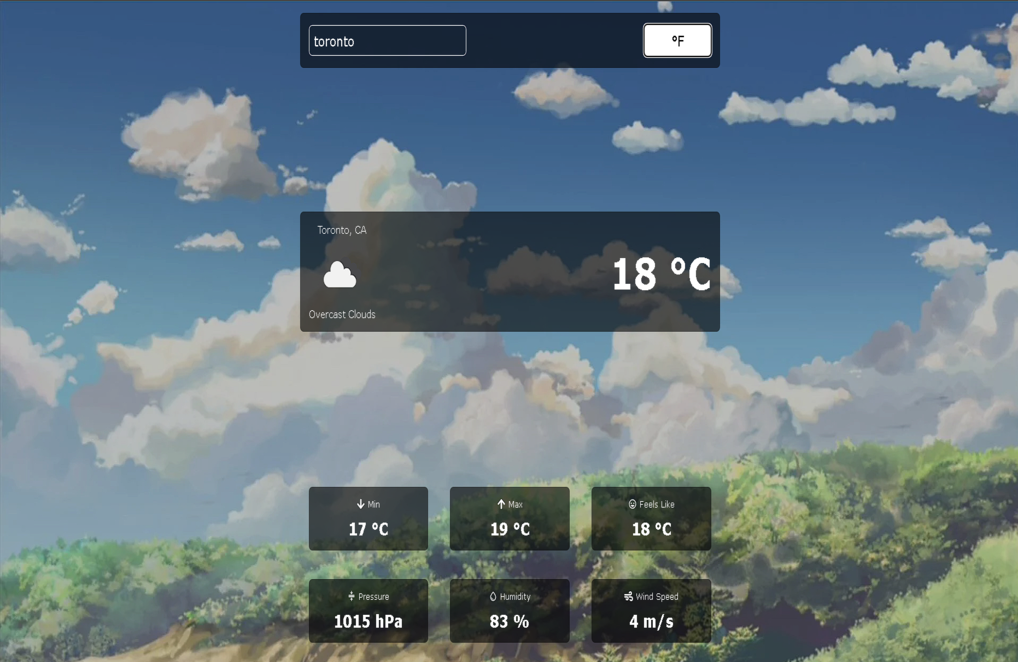 toronto
°F
Toronto, CA
18 °C
Overcast Clouds
Min
17 °C
Max
19 °C
Feels Like
18 °C
Pressure
1015 hPa
Humidity
83 %
Wind Speed
4 m/s